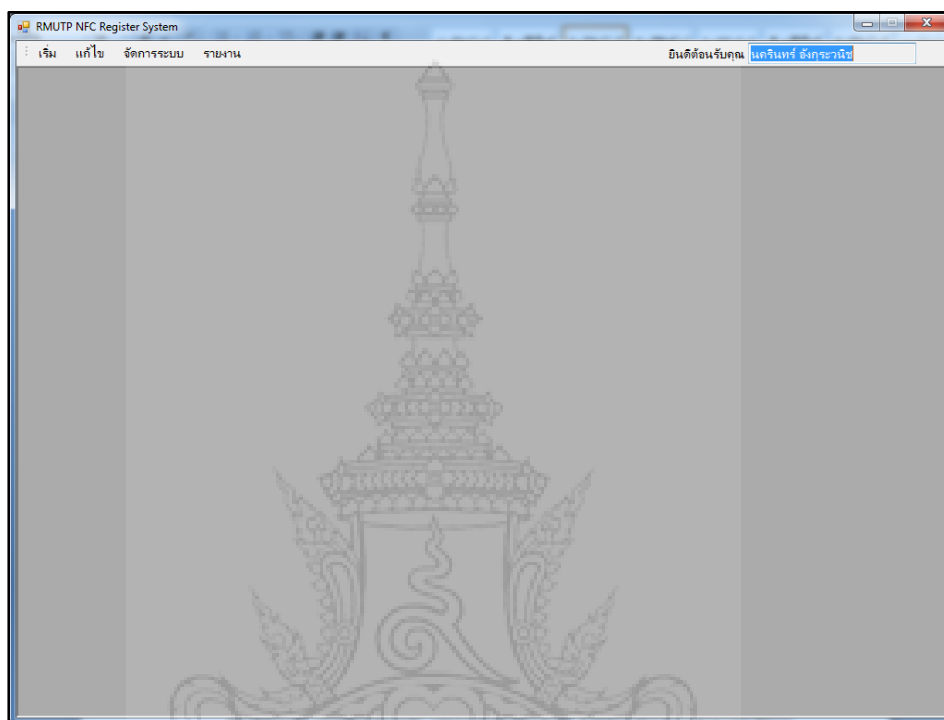 RMUTP NFC Register System
เริ่ม แก้ไข จัดการระบบ รายงาน ยินดีต้อนรับคุณ นครินทร์ อังกุระวนิช